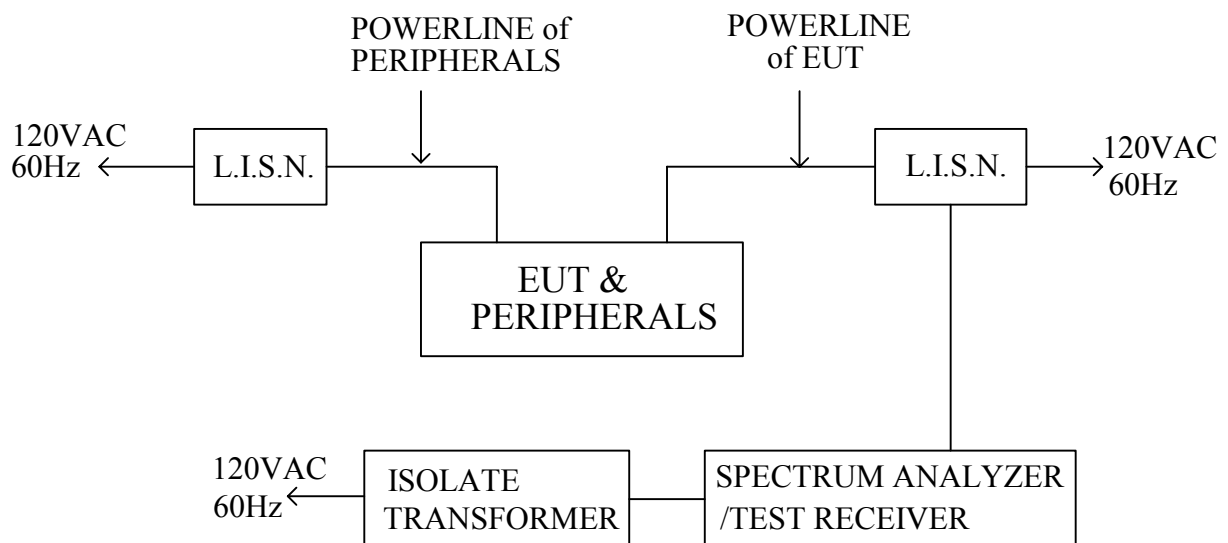 POWERLINE of
PERIPHERALS
POWERLINE
of EUT
120VAC
60Hz
L.I.S.N.
L.I.S.N.
120VAC
60Hz
EUT &
PERIPHERALS
120VAC
60Hz
ISOLATE
TRANSFORMER
SPECTRUM ANALYZER
/TEST RECEIVER